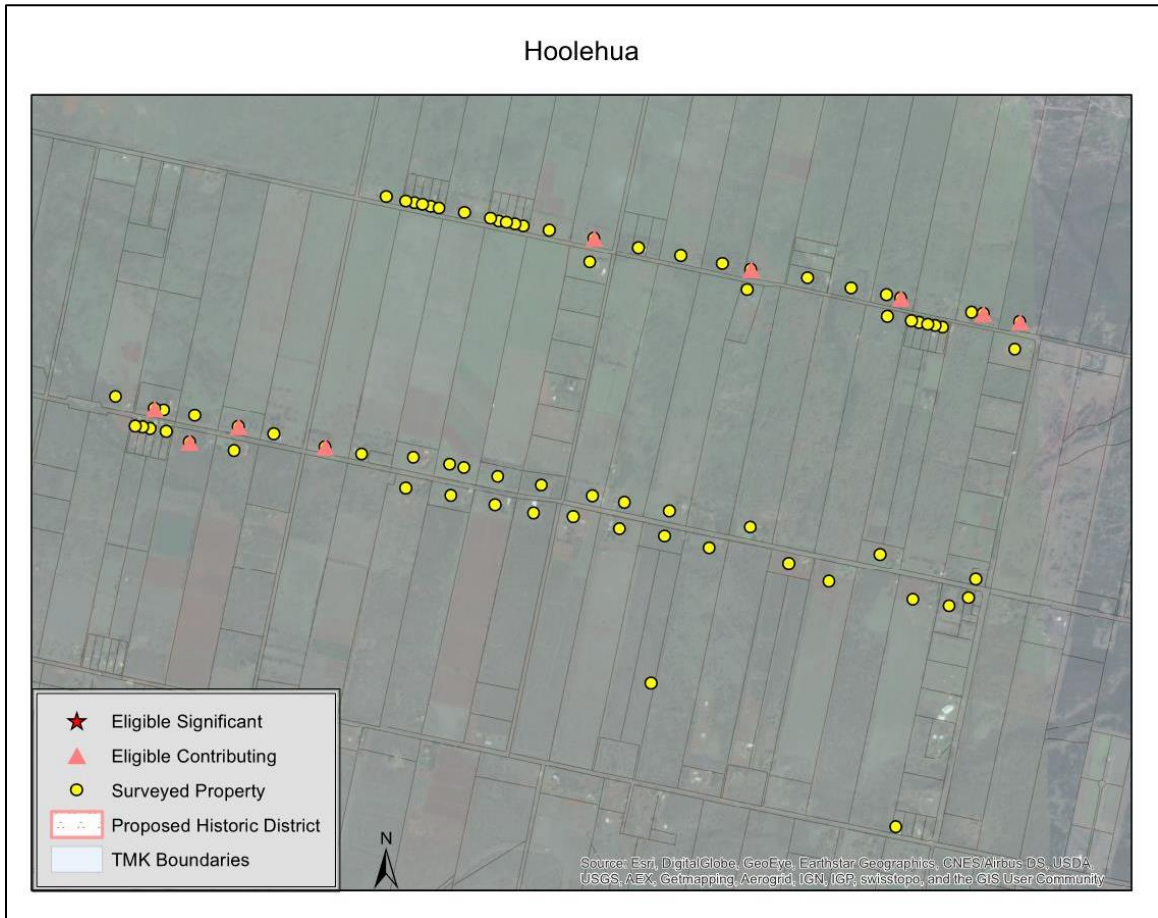 Hoolehua
Eligible Significant
Eligible Contributing
Surveyed Property
Proposed Historic District
TMK Boundaries
N
Source: Esri, DigitalGlobe, GeoEye, Earthstar Geographics, CNES/Airbus DS, USDA,
USGS, AEX, Getmapping, Aerogrid, IGN, IGP, swisstopo, and the GIS User Community